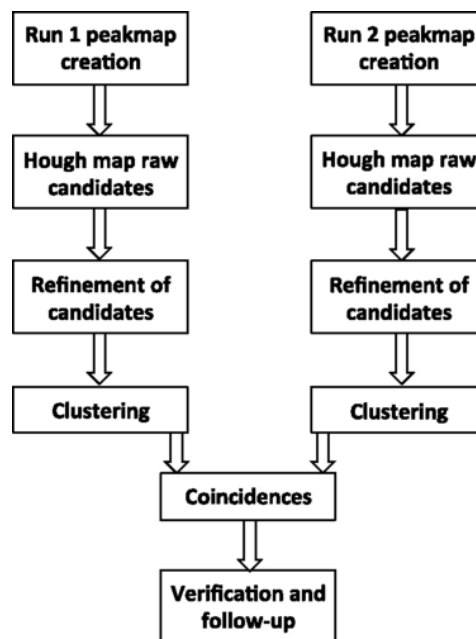 Run 1 peakmap
creation
Run 2 peakmap
creation
Hough map raw
candidates
Hough map raw
candidates
Refinement of
candidates
Refinement of
candidates
Clustering
Clustering
Coincidences
Verification and
follow-up